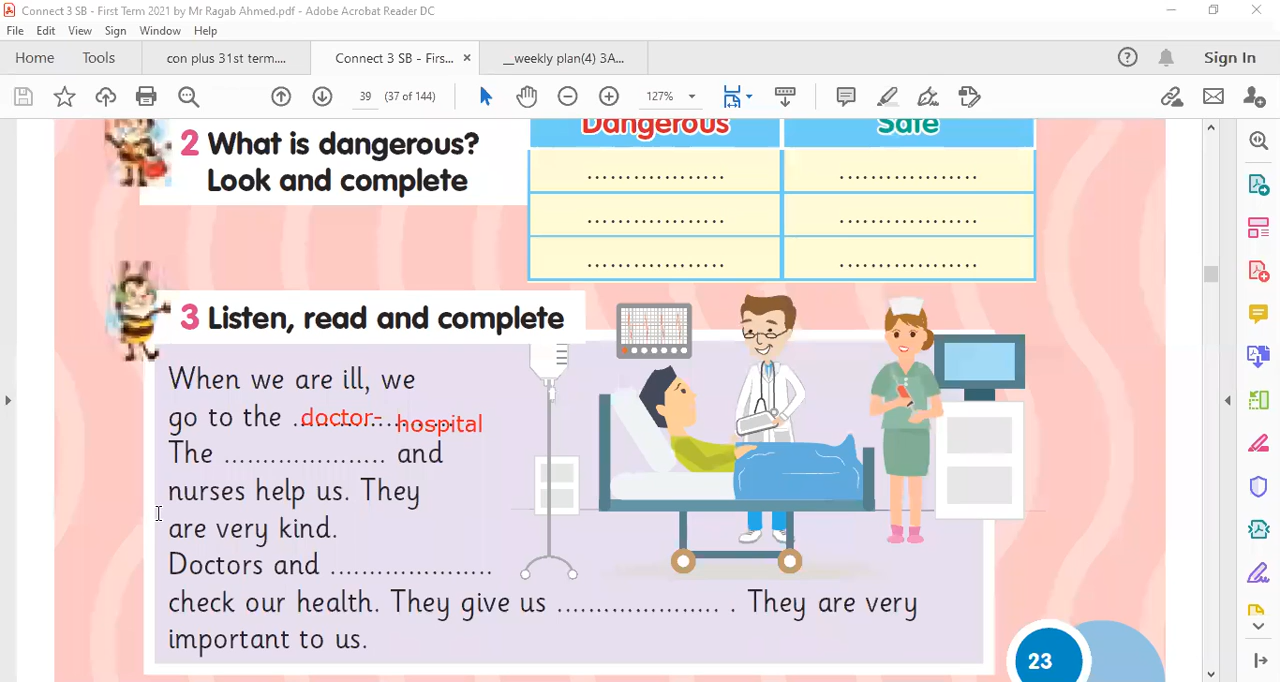 Connect 3 SB - First Term 2021 by Mr Ragab Ahmed.pdf - Adobe Acrobat Reader DC
File Edit View Sign Window Help
Home Tools con plus 31st term.... Connect 3 SB - Firs... × __weekly plan(4) 3A... Sign In
39 (37 of 144) 127%
Dangerous Safe
2 What is dangerous?
Look and complete
.................. ..................
.................. ..................
.................. ..................
3 Listen, read and complete
When we are ill, we
go to the .doctor- hospital
The ..................... and
nurses help us. They
are very kind.
Doctors and .....................
check our health. They give us ..................... . They are very
important to us.
23